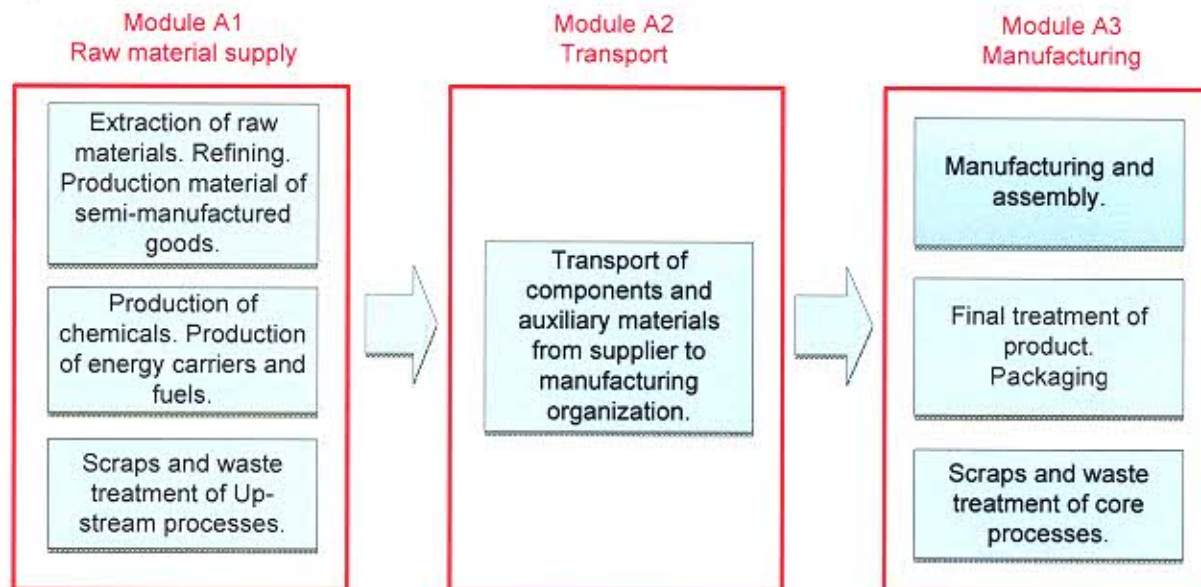 Module A1
Raw material supply
Extraction of raw
materials. Refining.
Production material of
semi-manufactured
goods.
Production of
chemicals. Production
of energy carriers and
fuels.
Scraps and waste
treatment of Up-
stream processes.
Module A2
Transport
Transport of
components and
auxiliary materials
from supplier to
manufacturing
organization.
Module A3
Manufacturing
Manufacturing and
assembly.
Final treatment of
product.
Packaging
Scraps and waste
treatment of core
processes.